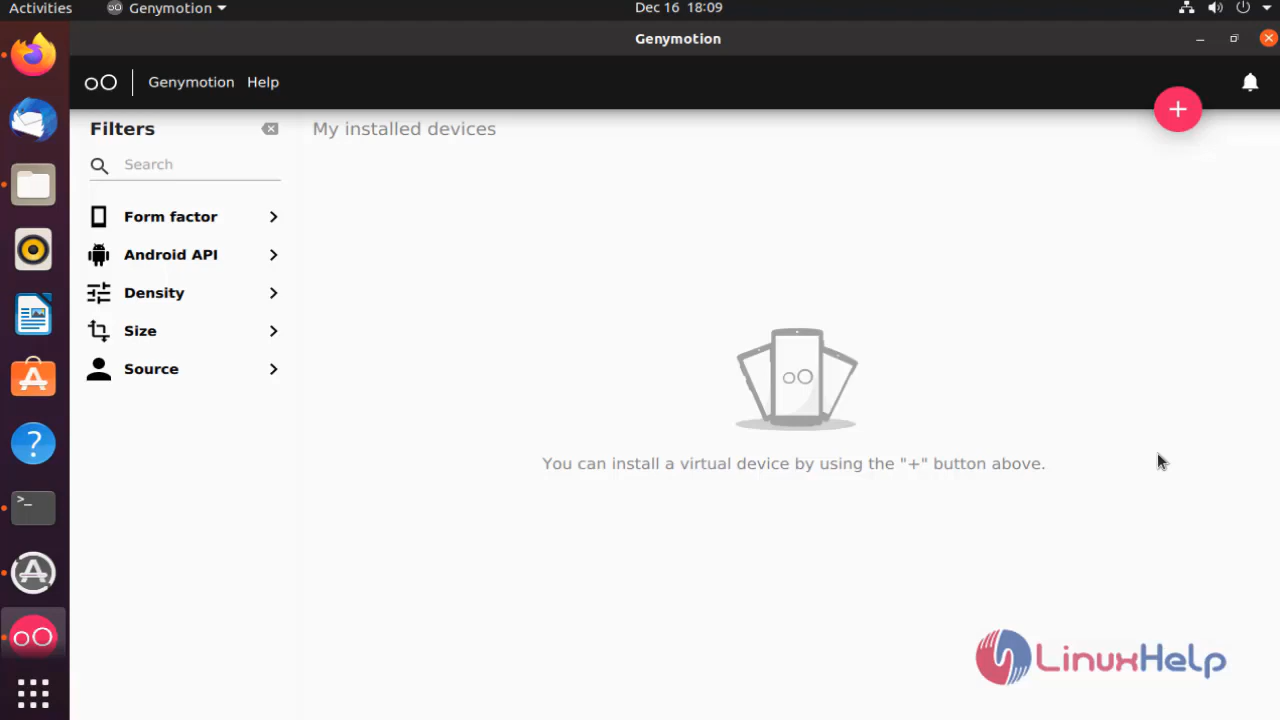 Activities
Genymotion
Dec 16 18:09
Genymotion
Genymotion Help
Filters
My installed devices
Search
Form factor
Android API
Density
Size
Source
You can install a virtual device by using the "+" button above.
LinuxHelp